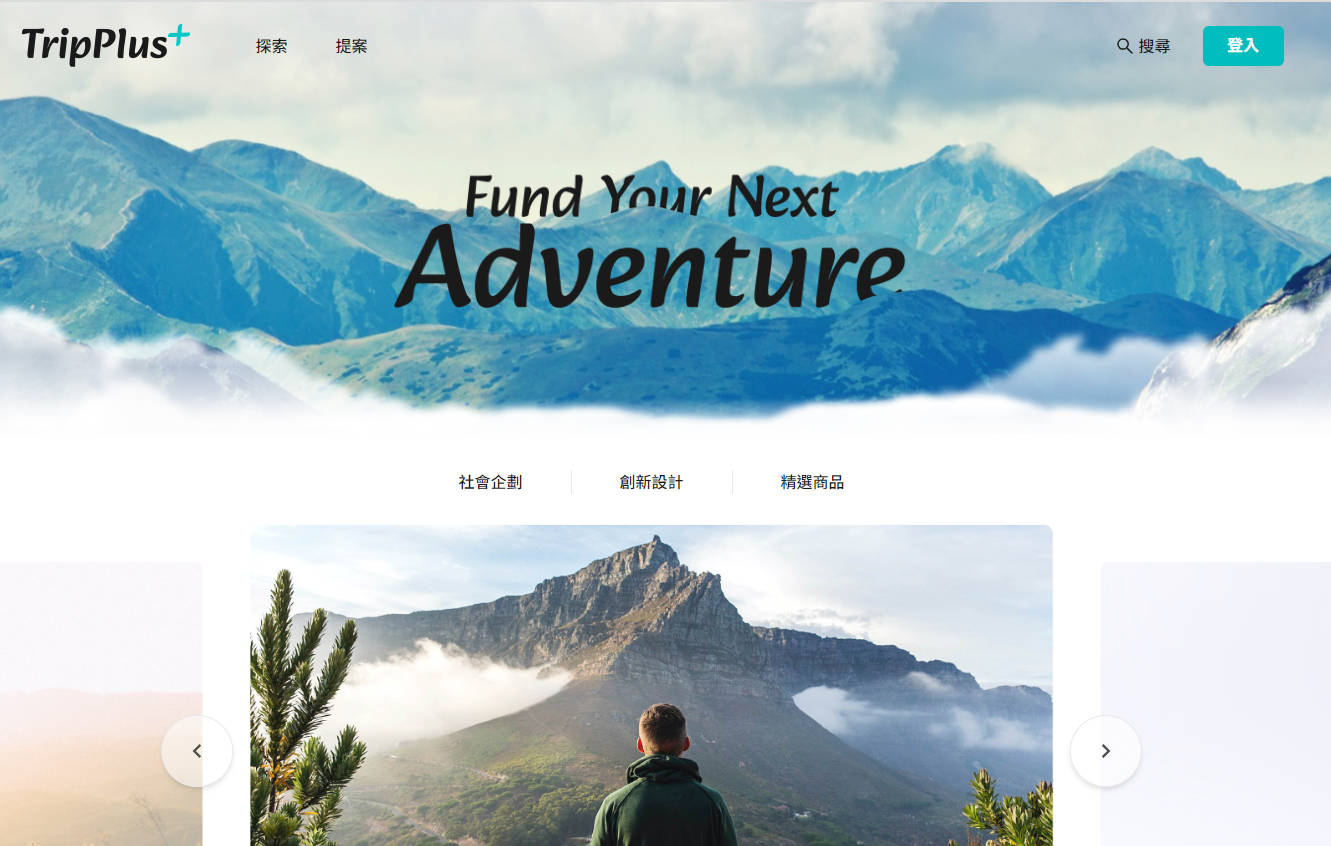 TripPlus+
探索
提案
搜尋
登入
Fund Your Next
Adventure
社會企劃
創新設計
精選商品